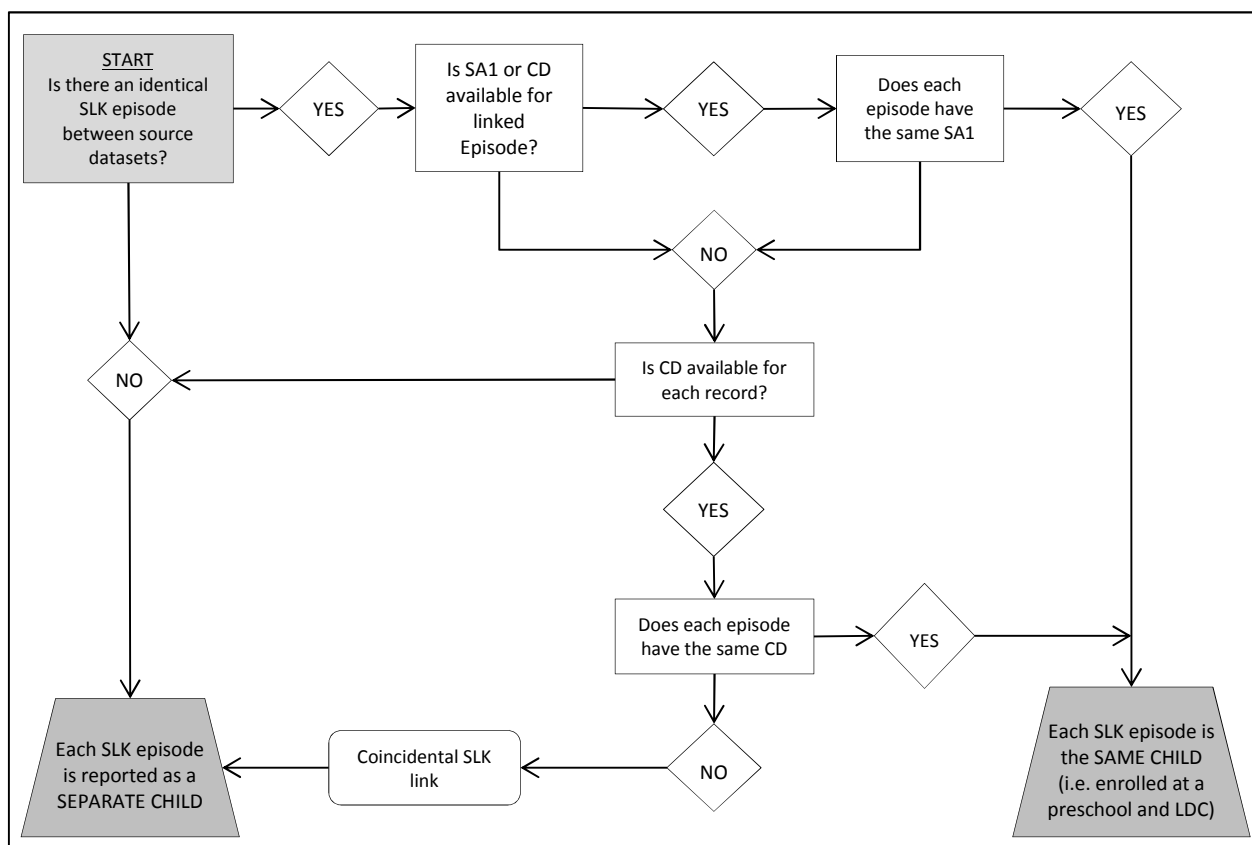 START
Is there an identical
SLK episode
between source
datasets?
YES
Is SA1 or CD
available for
linked
Episode?
YES
Does each
episode have
the same SA1
YES
NO
Is CD available for
each record?
NO
YES
Does each episode
have the same CD
YES
Each SLK episode
is reported as a
SEPARATE CHILD
Coincidental SLK
link
NO
Each SLK episode is
the SAME CHILD
(i.e. enrolled at a
preschool and LDC)